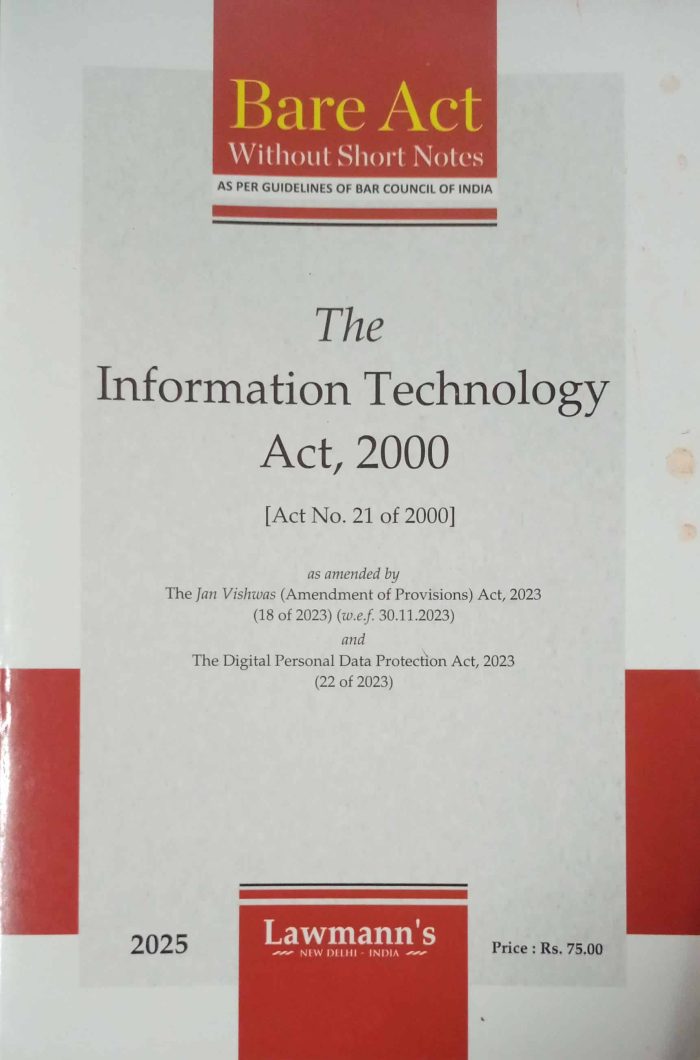 Bare Act
Without Short Notes
AS PER GUIDELINES OF BAR COUNCIL OF INDIA
The
Information Technology
Act, 2000
[Act No. 21 of 2000]
as amended by
The Jan Vishwas (Amendment of Provisions) Act, 2023
(18 of 2023) (w.e.f. 30.11.2023)
and
The Digital Personal Data Protection Act, 2023
(22 of 2023)
2025
Lawmann's
NEW DELHI - INDIA
Price : Rs. 75.00